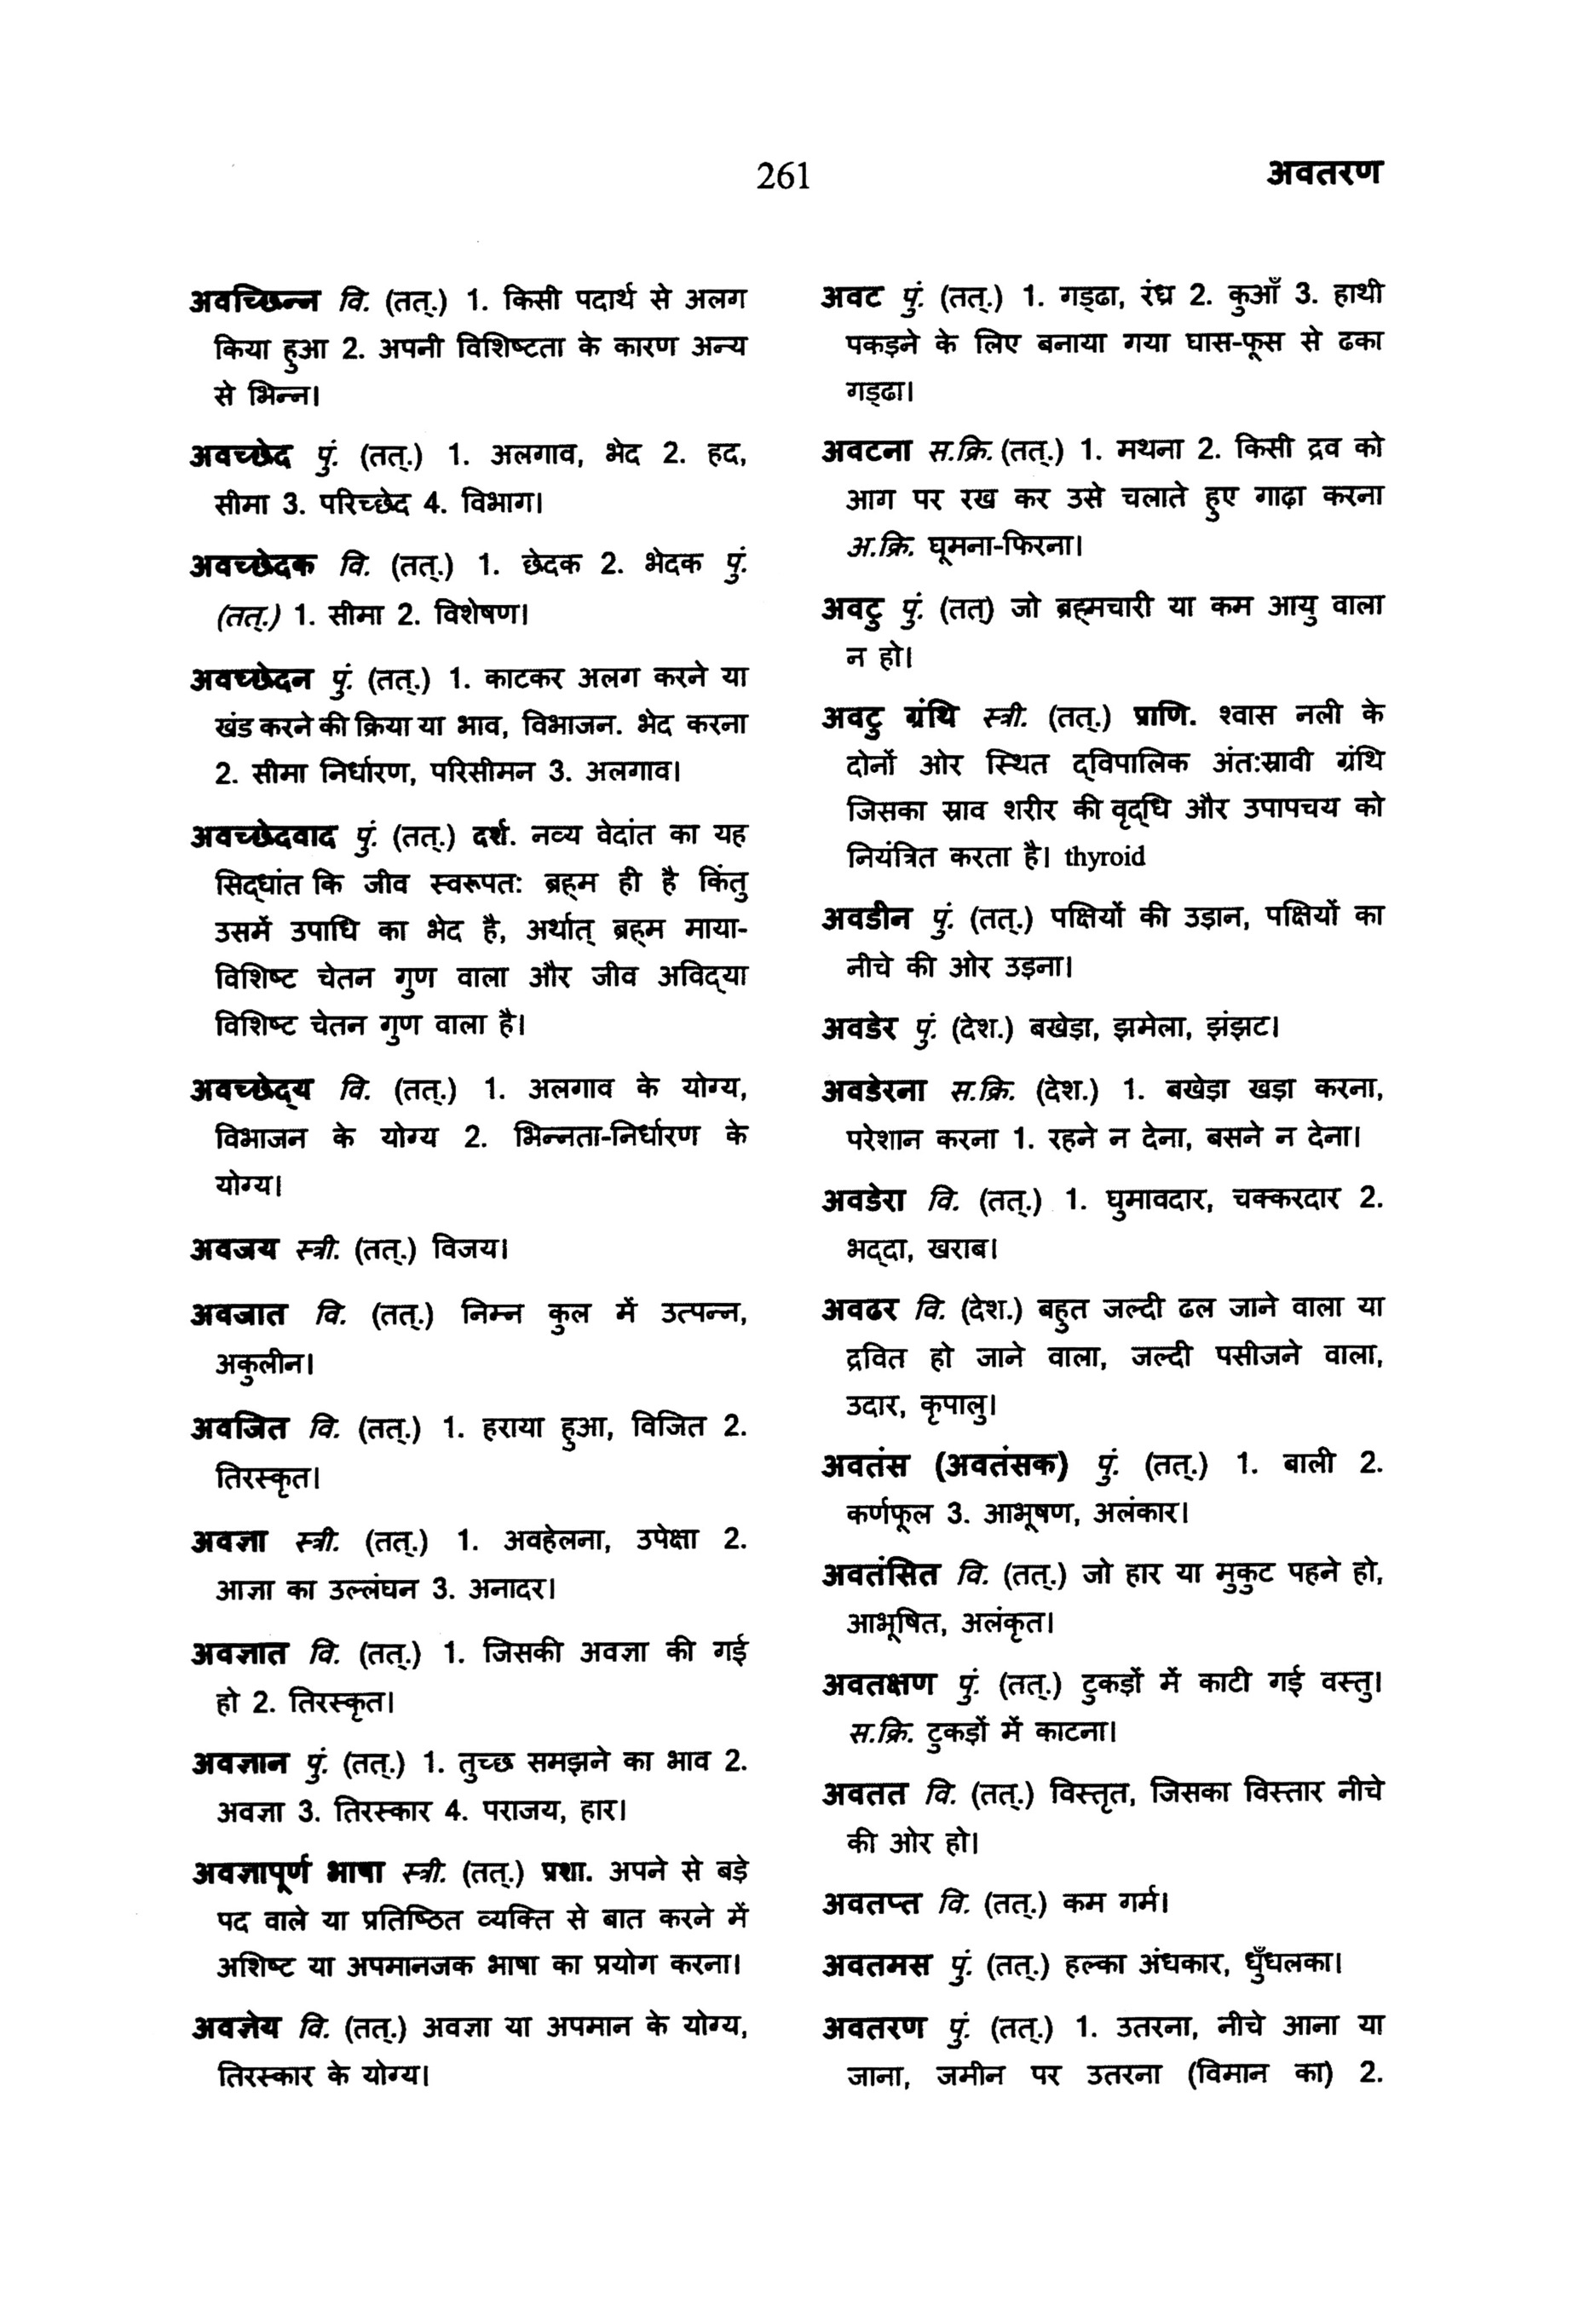 261
अवतरण
अवच्छिन्न वि. (तत्.) 1. किसी पदार्थ से अलग
किया हुआ 2. अपनी विशिष्टता के कारण अन्य
से भिन्न।
अवच्छेद पुं. (तत्.) 1. अलगाव, भेद 2. हद,
सीमा 3. परिच्छेद 4. विभाग।
अवच्छेदक वि. (तत्.) 1. छेदक 2. भेदक पुं.
(तत्.) 1. सीमा 2. विशेषण।
अवच्छेदन पुं. (तत्.) 1. काटकर अलग करने या
खंड करने की क्रिया या भाव, विभाजन. भेद करना
2. सीमा निर्धारण, परिसीमन 3. अलगाव।
अवच्छेदवाद पुं. (तत्.) दर्श. नव्य वेदांत का यह
सिद्धांत कि जीव स्वरूपत: ब्रह्म ही है किंतु
उसमें उपाधि का भेद है, अर्थात् ब्रह्म माया-
विशिष्ट चेतन गुण वाला और जीव अविद्या
विशिष्ट चेतन गुण वाला है।
अवच्छेद्य वि. (तत्.) 1. अलगाव के योग्य,
विभाजन के योग्य 2. भिन्नता-निर्धारण के
योग्य।
अवजय स्त्री. (तत्.) विजय।
अवजात वि. (तत्.) निम्न कुल में उत्पन्न,
अकुलीन।
अवजित वि. (तत्.) 1. हराया हुआ, विजित 2.
तिरस्कृत।
अवज्ञा स्त्री. (तत्.) 1. अवहेलना, उपेक्षा 2.
आज्ञा का उल्लंघन 3. अनादर।
अवज्ञात वि. (तत्.) 1. जिसकी अवज्ञा की गई
हो 2. तिरस्कृत।
अवज्ञान पुं. (तत्.) 1. तुच्छ समझने का भाव 2.
अवज्ञा 3. तिरस्कार 4. पराजय, हार।
अवज्ञापूर्ण भाषा स्त्री. (तत्.) प्रशा. अपने से बड़े
पद वाले या प्रतिष्ठित व्यक्ति से बात करने में
अशिष्ट या अपमानजक भाषा का प्रयोग करना।
अवज्ञेय वि. (तत्.) अवज्ञा या अपमान के योग्य,
तिरस्कार के योग्य।
अवट पुं. (तत्.) 1. गड्ढा, रंध्र 2. कुआँ 3. हाथी
पकड़ने के लिए बनाया गया घास-फूस से ढका
गड्ढा।
अवटना स.क्रि. (तत्.) 1. मथना 2. किसी द्रव को
आग पर रख कर उसे चलाते हुए गाढ़ा करना
अ.क्रि. घूमना-फिरना।
अवटु पुं. (तत्) जो ब्रह्मचारी या कम आयु वाला
न हो।
अवटु ग्रंथि स्त्री. (तत्.) प्राणि. श्वास नली के
दोनों ओर स्थित द्विपालिक अंत:स्रावी ग्रंथि
जिसका स्राव शरीर की वृद्धि और उपापचय को
नियंत्रित करता है। thyroid
अवडीन पुं. (तत्.) पक्षियों की उड़ान, पक्षियों का
नीचे की ओर उड़ना।
अवडेर पुं. (देश.) बखेड़ा, झमेला, झंझट।
अवडेरना स.क्रि. (देश.) 1. बखेड़ा खड़ा करना,
परेशान करना 1. रहने न देना, बसने न देना।
अवडेरा वि. (तत्.) 1. घुमावदार, चक्करदार 2.
भद्दा, खराब।
अवढर वि. (देश.) बहुत जल्दी ढल जाने वाला या
द्रवित हो जाने वाला, जल्दी पसीजने वाला,
उदार, कृपालु।
अवतंस (अवतंसक) पुं. (तत्.) 1. बाली 2.
कर्णफूल 3. आभूषण, अलंकार।
अवतंसित वि. (तत्.) जो हार या मुकुट पहने हो,
आभूषित, अलंकृत।
अवतक्षण पुं. (तत्.) टुकड़ों में काटी गई वस्तु।
स.क्रि. टुकड़ों में काटना।
अवतत वि. (तत्.) विस्तृत, जिसका विस्तार नीचे
की ओर हो।
अवतप्त वि. (तत्.) कम गर्म।
अवतमस पुं. (तत्.) हल्का अंधकार, धुँधलका।
अवतरण पुं. (तत्.) 1. उतरना, नीचे आना या
जाना, जमीन पर उतरना (विमान का) 2.